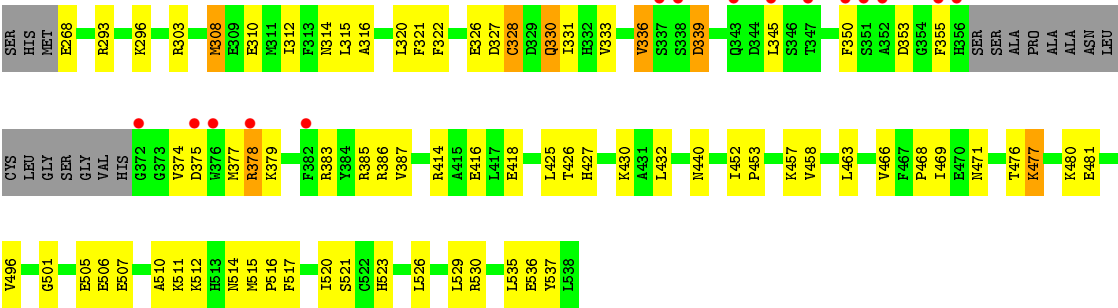 SER HIS MET E268 R293 K296 R303 M308 E309 E310 M311 I312 F313 N314 L315 A316 L320 F321 F322 E326 D327 C328 D329 Q330 I331 H332 V333 V336 S337 S338 D339 Q343 D344 L345 S346 T347 F350 S351 A352 D353 G354 F355 H356 SER SER ALA PRO ALA ALA ASN LEU
CYS LEU GLY SER GLY VAL HIS G372 G373 V374 D375 W376 M377 R378 K379 F382 R383 Y384 R385 R386 V387 R414 A415 E416 L417 E418 L425 T426 H427 K430 A431 L432 N440 I452 P453 K457 V458 L463 V466 F467 P468 I469 E470 N471 T476 K477 K480 E481
V496 G501 E505 E506 E507 A510 K511 K512 H513 N514 M515 P516 F517 I520 S521 C522 H523 L526 L529 R530 L535 E536 Y537 L538